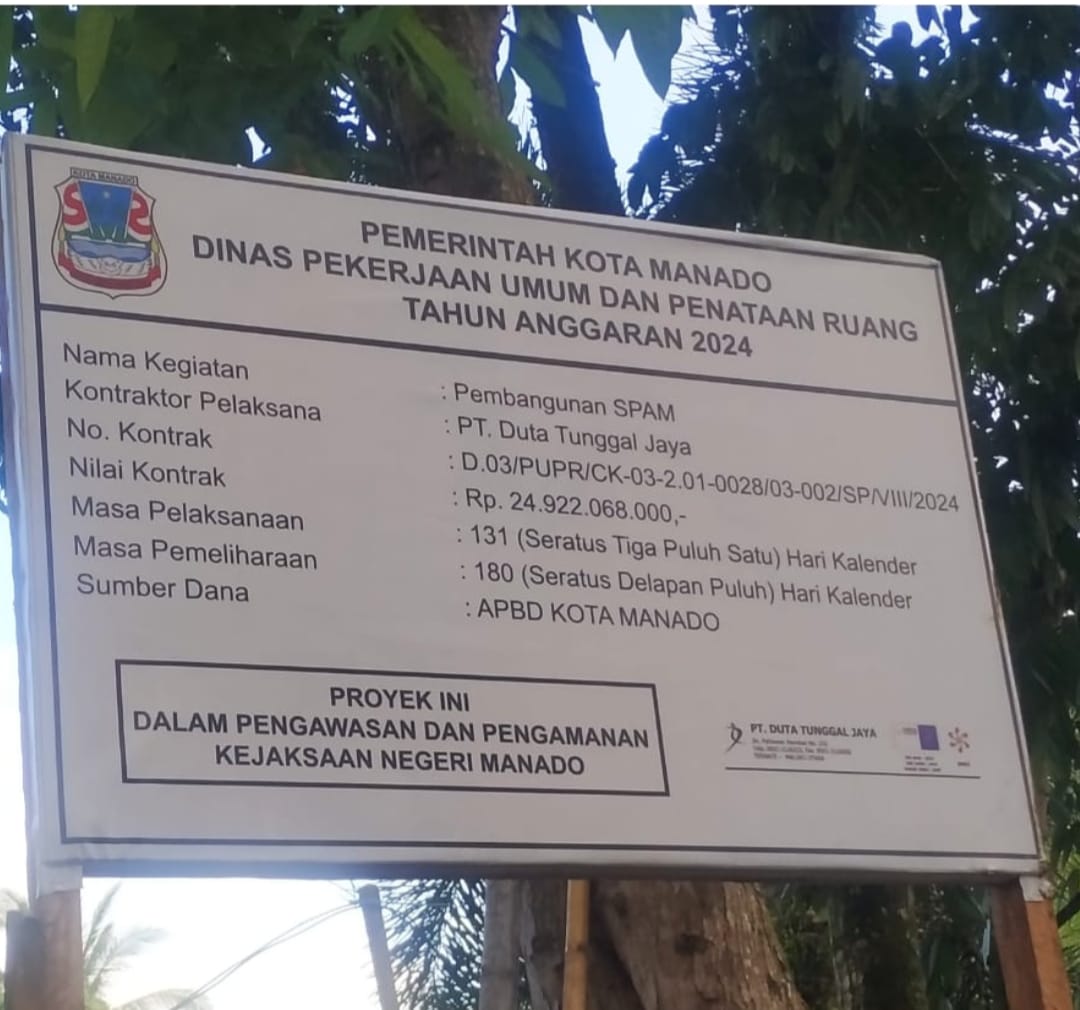 KOTA MANADO
PEMERINTAH KOTA MANADO
DINAS PEKERJAAN UMUM DAN PENATAAN RUANG
TAHUN ANGGARAN 2024
Nama Kegiatan : Pembangunan SPAM
Kontraktor Pelaksana : PT. Duta Tunggal Jaya
No. Kontrak : D.03/PUPR/CK-03-2.01-0028/03-002/SP/VIII/2024
Nilai Kontrak : Rp. 24.922.068.000,-
Masa Pelaksanaan : 131 (Seratus Tiga Puluh Satu) Hari Kalender
Masa Pemeliharaan : 180 (Seratus Delapan Puluh) Hari Kalender
Sumber Dana : APBD KOTA MANADO
PROYEK INI
DALAM PENGAWASAN DAN PENGAMANAN
KEJAKSAAN NEGERI MANADO
PT. DUTA TUNGGAL JAYA